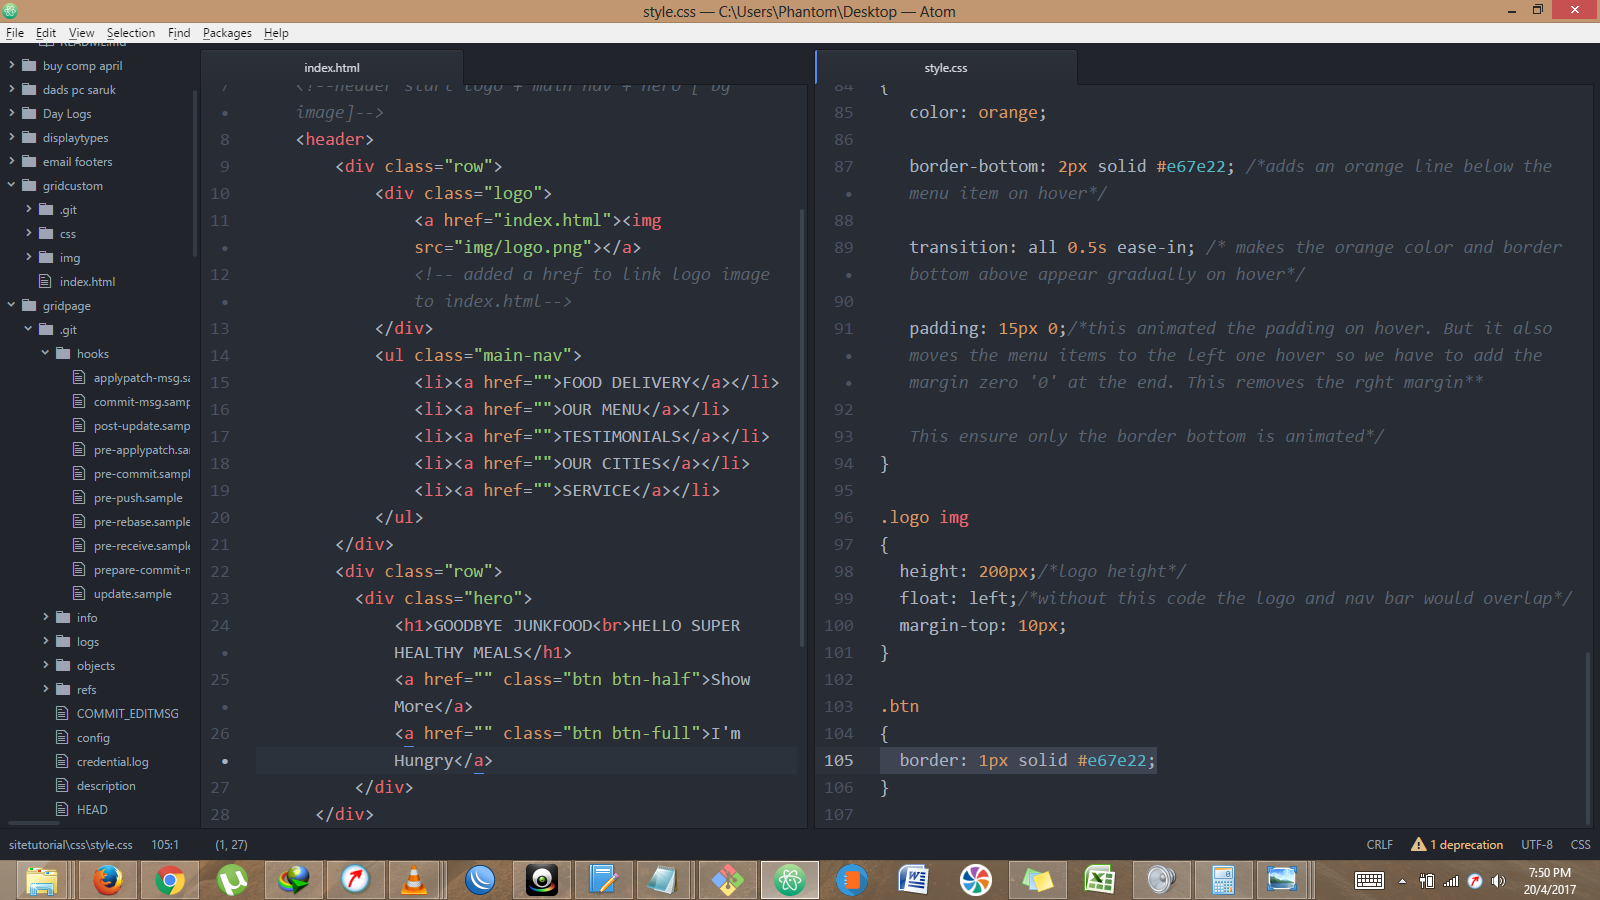 style.css — C:\Users\Phantom\Desktop — Atom
File Edit View Selection Find Packages Help
README.md
buy comp april
dads pc saruk
Day Logs
displaytypes
email footers
gridcustom
.git
css
img
index.html
gridpage
.git
hooks
applypatch-msg.sa
commit-msg.samp
post-update.samp
pre-applypatch.sa
pre-commit.sampl
pre-push.sample
pre-rebase.sample
pre-receive.sample
prepare-commit-m
update.sample
info
logs
objects
refs
COMMIT_EDITMSG
config
credential.log
description
HEAD
index.html
7 <!--header start logo + main nav + hero [ bg
image]-->
8 <header>
9 <div class="row">
10 <div class="logo">
11 <a href="index.html"><img
src="img/logo.png"></a>
12 <!-- added a href to link logo image
to index.html-->
13 </div>
14 <ul class="main-nav">
15 <li><a href="">FOOD DELIVERY</a></li>
16 <li><a href="">OUR MENU</a></li>
17 <li><a href="">TESTIMONIALS</a></li>
18 <li><a href="">OUR CITIES</a></li>
19 <li><a href="">SERVICE</a></li>
20 </ul>
21 </div>
22 <div class="row">
23 <div class="hero">
24 <h1>GOODBYE JUNKFOOD<br>HELLO SUPER
HEALTHY MEALS</h1>
25 <a href="" class="btn btn-half">Show
More</a>
26 <a href="" class="btn btn-full">I'm
Hungry</a>
27 </div>
28 </div>
style.css
84 {
85 color: orange;
86
87 border-bottom: 2px solid #e67e22; /*adds an orange line below the
menu item on hover*/
88
89 transition: all 0.5s ease-in; /* makes the orange color and border
bottom above appear gradually on hover*/
90
91 padding: 15px 0;/*this animated the padding on hover. But it also
moves the menu items to the left one hover so we have to add the
margin zero '0' at the end. This removes the rght margin**
92
93 This ensure only the border bottom is animated*/
94 }
95
96 .logo img
97 {
98 height: 200px;/*logo height*/
99 float: left;/*without this code the logo and nav bar would overlap*/
100 margin-top: 10px;
101 }
102
103 .btn
104 {
105 border: 1px solid #e67e22;
106 }
107
sitetutorial\css\style.css 105:1 (1, 27) CRLF 1 deprecation UTF-8 CSS
7:50 PM
20/4/2017